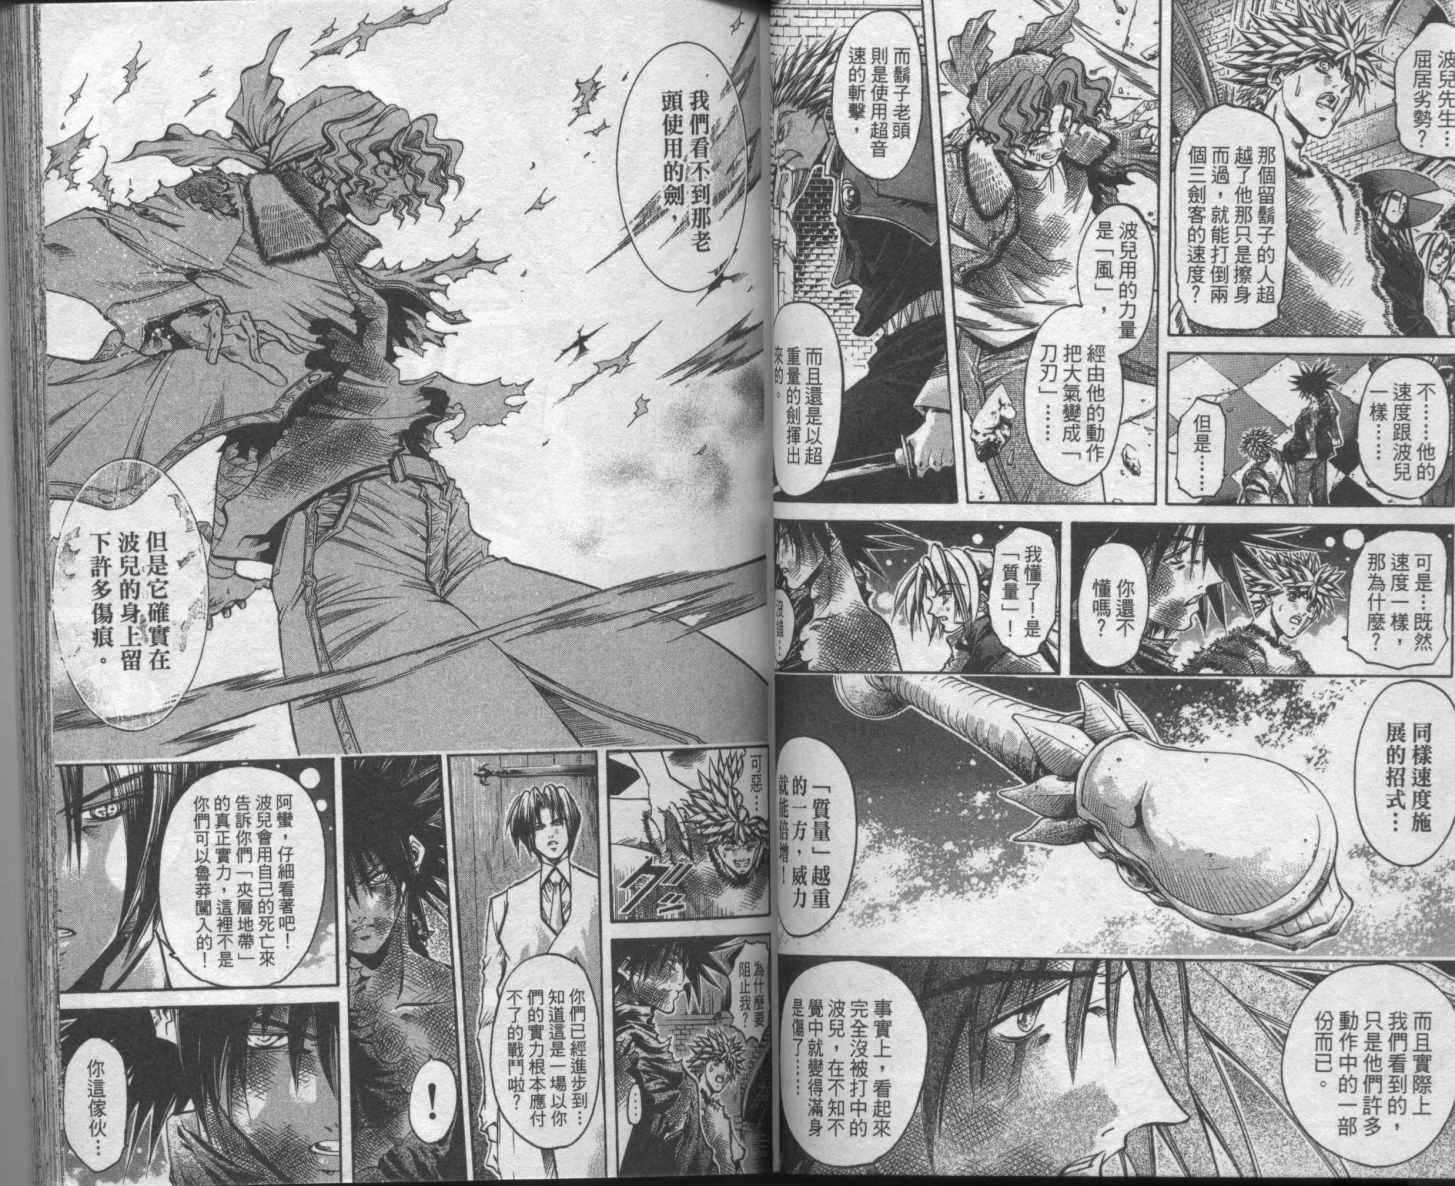 波兒先生…
屈居劣勢？
那個留鬍子的人超
越了他那只是擦身
而過，就能打倒兩
個三劍客的速度？
不……他的
速度跟波兒
一樣……
但是……
波兒用的力量
是「風」，
經由他的動作
把大氣變成「
刀刃」……
而鬍子老頭
則是使用超音
速的斬擊，
而且還是以超
重量的劍揮出
來的。
可是…既然
速度一樣，
那為什麼？
你還不
懂嗎？
我懂了！是
「質量」！
沒錯…
同樣速度施
展的招式…
「質量」越重
的一方，威力
就能倍增！
而且實際上
我們看到的，
只是他們許多
動作中的一部
份而已。
事實上，看起來
完全沒被打中的
波兒，在不知不
覺中就變得滿身
是傷了……
我們看不到那老
頭使用的劍，
但是它確實在
波兒的身上留
下許多傷痕。
可惡…
グッ
為什麼要
阻止我？
……
你們已經進步到…
知道這是一場以你
們的實力根本應付
不了的戰鬥啦？
！
阿蠻，仔細看著吧！
波兒會用自己的死亡來
告訴你們「夾層地帶」
的真正實力，這裡不是
你們可以魯莽闖入的！
你這傢伙…